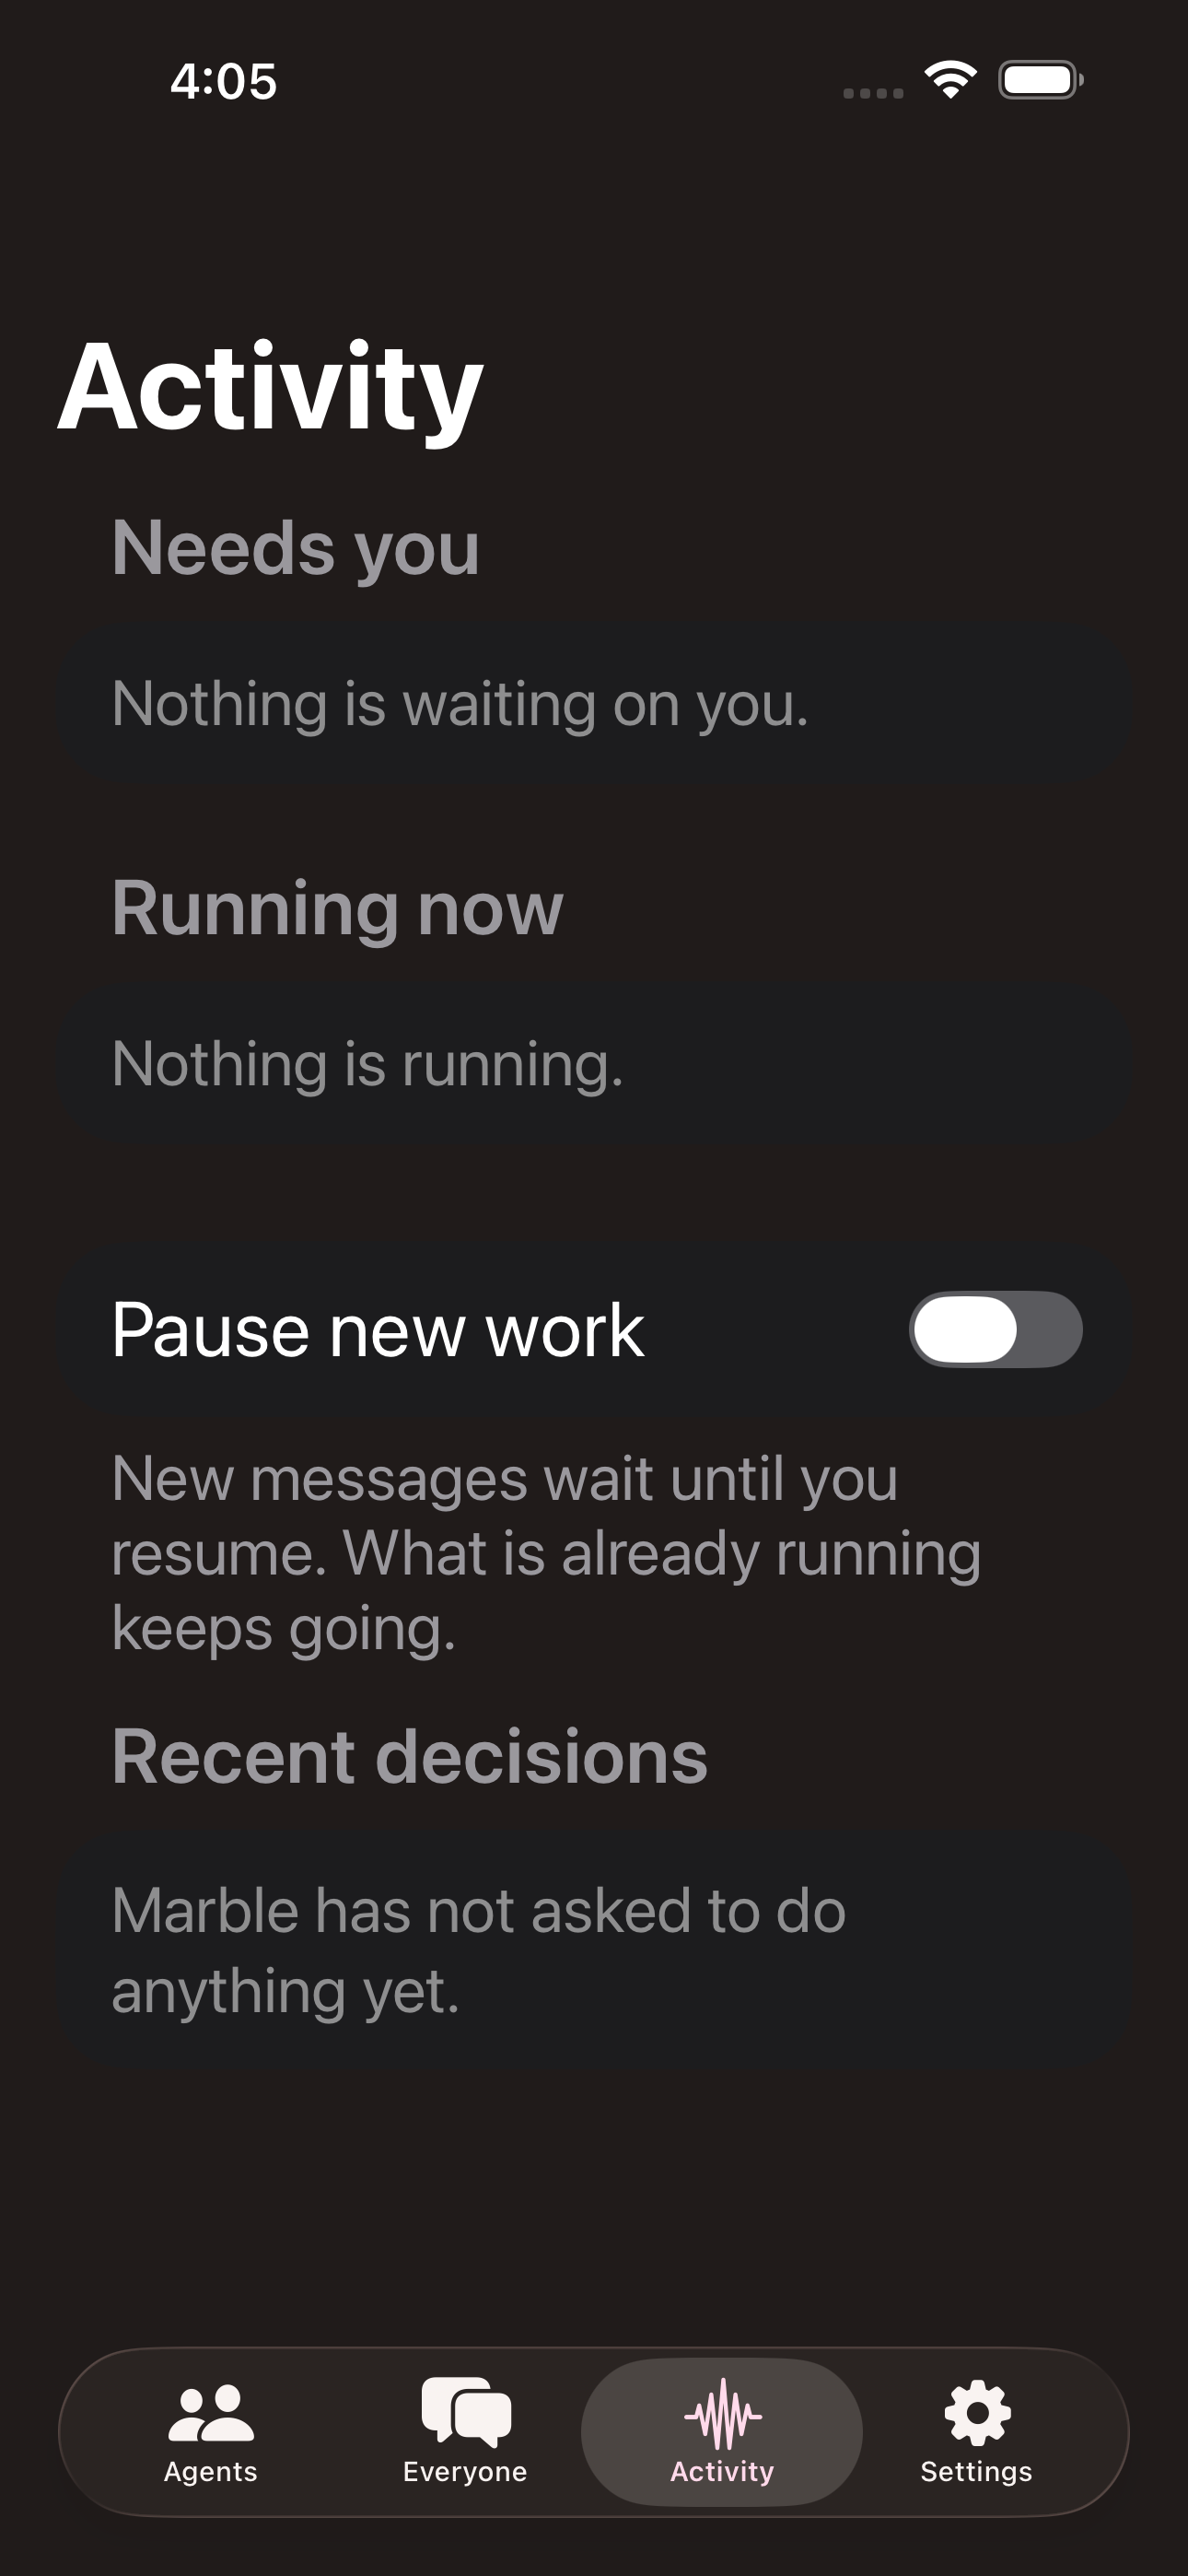 4:05
Activity
Needs you
Nothing is waiting on you.
Running now
Nothing is running.
Pause new work
New messages wait until you
resume. What is already running
keeps going.
Recent decisions
Marble has not asked to do
anything yet.
Agents
Everyone
Activity
Settings